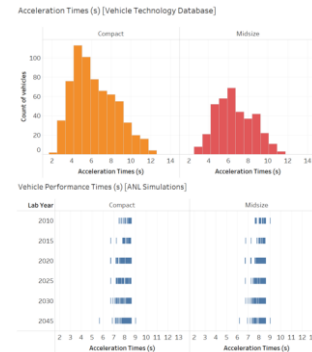 Acceleration Times (s) [Vehicle Technology Database]
Compact Midsize
Count of vehicles
100
80
60
40
20
0
2 4 6 8 10 12 14 2 4 6 8 10 12 14
Acceleration Times (s) Acceleration Times (s)
Vehicle Performance Times (s) [ANL Simulations]
Lab Year Compact Midsize
2010
2015
2020
2025
2030
2045
2 3 4 5 6 7 8 9 10 11 12 13 2 3 4 5 6 7 8 9 10 11 12
Acceleration Times (s) Acceleration Times (s)